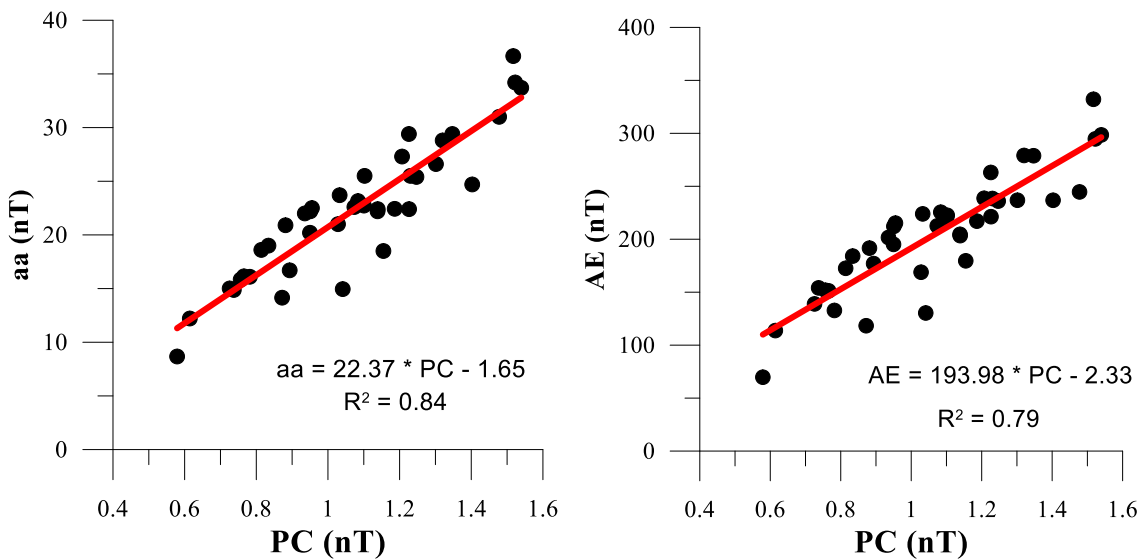 40
30
20
10
0
aa (nT)
aa = 22.37 * PC - 1.65
R² = 0.84
0.4 0.6 0.8 1 1.2 1.4 1.6
PC (nT)
400
300
200
100
0
AE (nT)
AE = 193.98 * PC - 2.33
R² = 0.79
0.4 0.6 0.8 1 1.2 1.4 1.6
PC (nT)